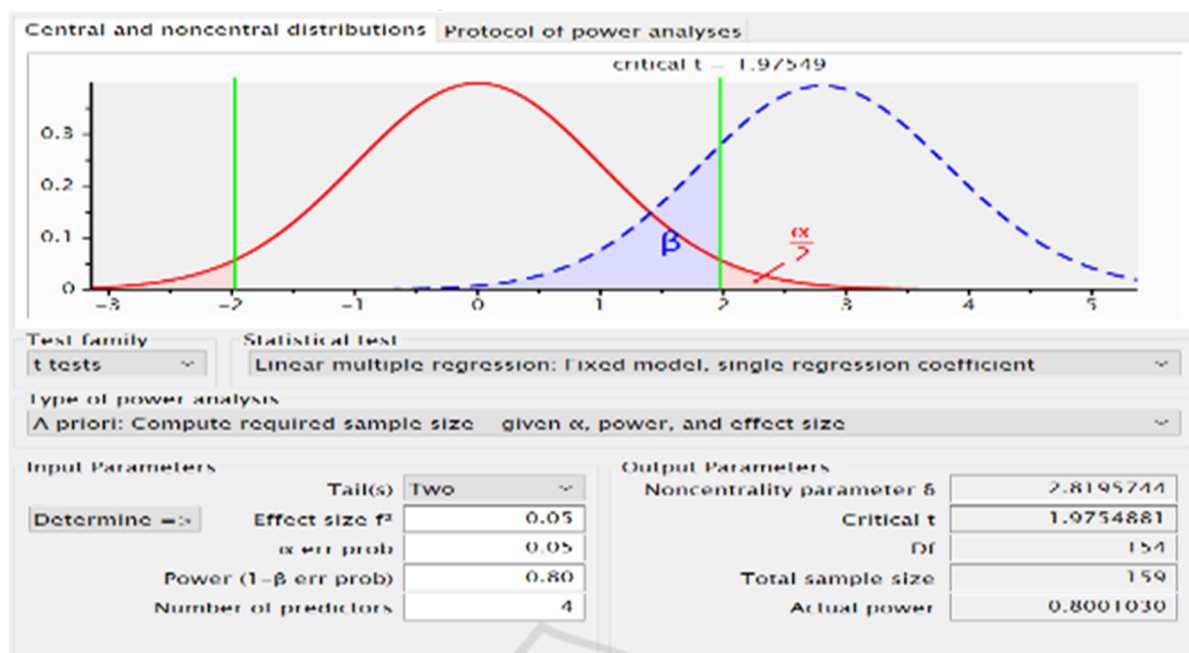 Central and noncentral distributions Protocol of power analyses
critical t = 1.97549
0.3
0.2
0.1
0
β
α
2
-3 -2 -1 0 1 2 3 4 5
Test family Statistical test
t tests Linear multiple regression: Fixed model, single regression coefficient
Type of power analysis
A priori: Compute required sample size given α, power, and effect size
Input Parameters Output Parameters
Tail(s) Two Noncentrality parameter δ 2.8195744
Determine => Effect size f² 0.05 Critical t 1.9754881
α err prob 0.05 Df 154
Power (1-β err prob) 0.80 Total sample size 159
Number of predictors 4 Actual power 0.8001030